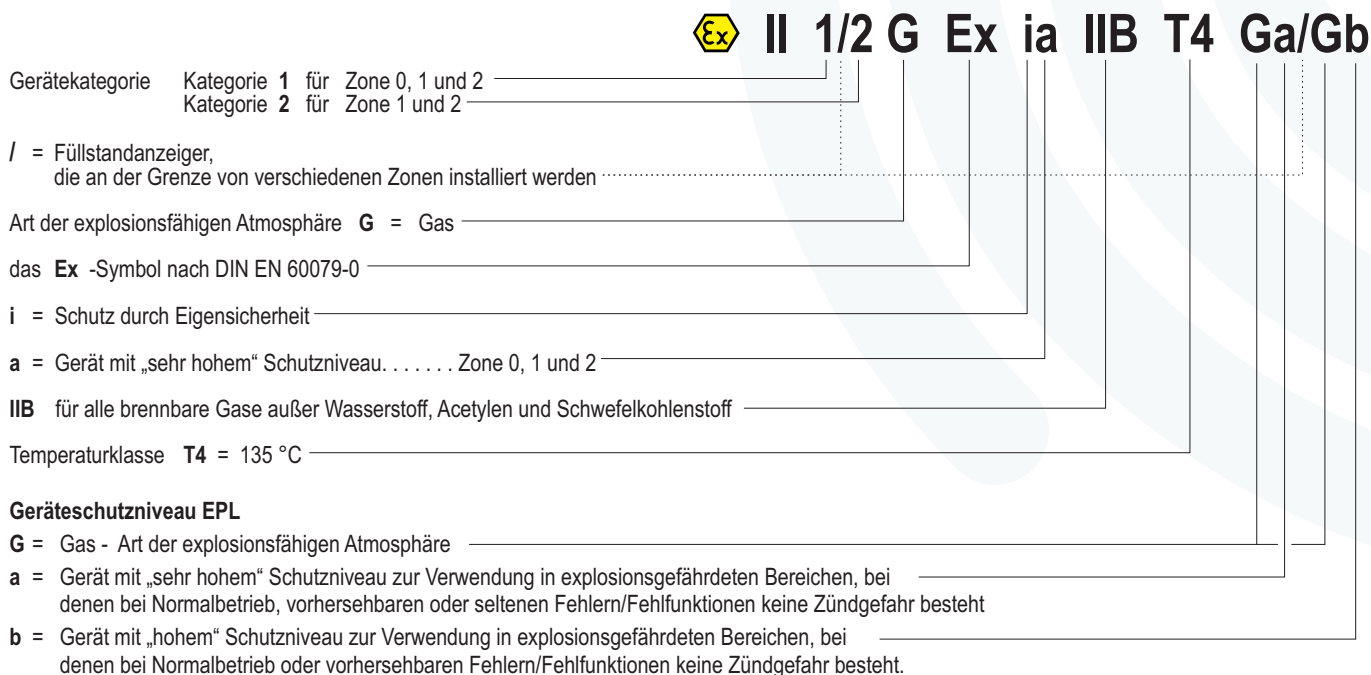 Ex II 1/2 G Ex ia IIB T4 Ga/Gb
Gerätekategorie Kategorie 1 für Zone 0, 1 und 2
Kategorie 2 für Zone 1 und 2
/ = Füllstandanzeiger,
die an der Grenze von verschiedenen Zonen installiert werden
Art der explosionsfähigen Atmosphäre G = Gas
das Ex -Symbol nach DIN EN 60079-0
i = Schutz durch Eigensicherheit
a = Gerät mit „sehr hohem“ Schutzniveau. . . . . . . Zone 0, 1 und 2
IIB für alle brennbare Gase außer Wasserstoff, Acetylen und Schwefelkohlenstoff
Temperaturklasse T4 = 135 °C
Geräteschutzniveau EPL
G = Gas - Art der explosionsfähigen Atmosphäre
a = Gerät mit „sehr hohem“ Schutzniveau zur Verwendung in explosionsgefährdeten Bereichen, bei
denen bei Normalbetrieb, vorhersehbaren oder seltenen Fehlern/Fehlfunktionen keine Zündgefahr besteht
b = Gerät mit „hohem“ Schutzniveau zur Verwendung in explosionsgefährdeten Bereichen, bei
denen bei Normalbetrieb oder vorhersehbaren Fehlern/Fehlfunktionen keine Zündgefahr besteht.